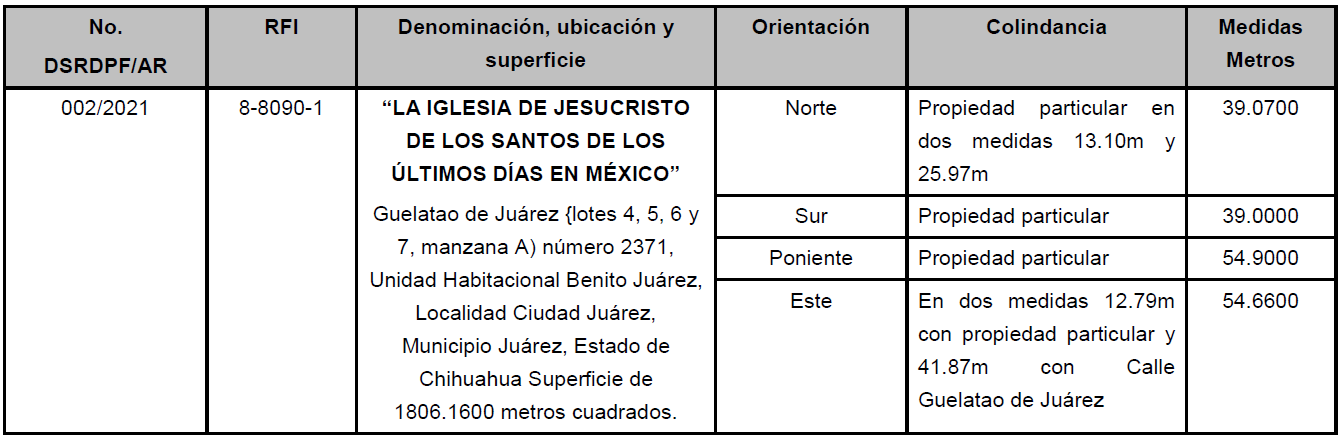 No.
DSRDPF/AR
RFI
Denominación, ubicación y
superficie
Orientación
Colindancia
Medidas
Metros
002/2021
8-8090-1
“LA IGLESIA DE JESUCRISTO
DE LOS SANTOS DE LOS
ÚLTIMOS DÍAS EN MÉXICO”
Guelatao de Juárez {lotes 4, 5, 6 y
7, manzana A) número 2371,
Unidad Habitacional Benito Juárez,
Localidad Ciudad Juárez,
Municipio Juárez, Estado de
Chihuahua Superficie de
1806.1600 metros cuadrados.
Norte
Propiedad particular en
dos medidas 13.10m y
25.97m
39.0700
Sur
Propiedad particular
39.0000
Poniente
Propiedad particular
54.9000
Este
En dos medidas 12.79m
con propiedad particular y
41.87m con Calle
Guelatao de Juárez
54.6600